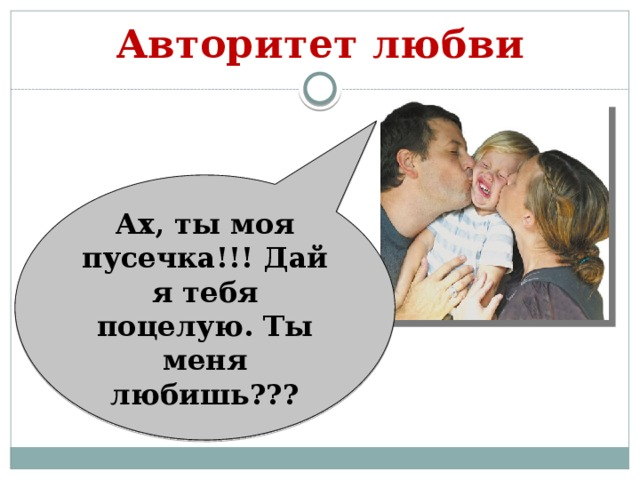 Авторитет любви
Ах, ты моя
пусечка!!! Дай
я тебя
поцелую. Ты
меня
любишь???